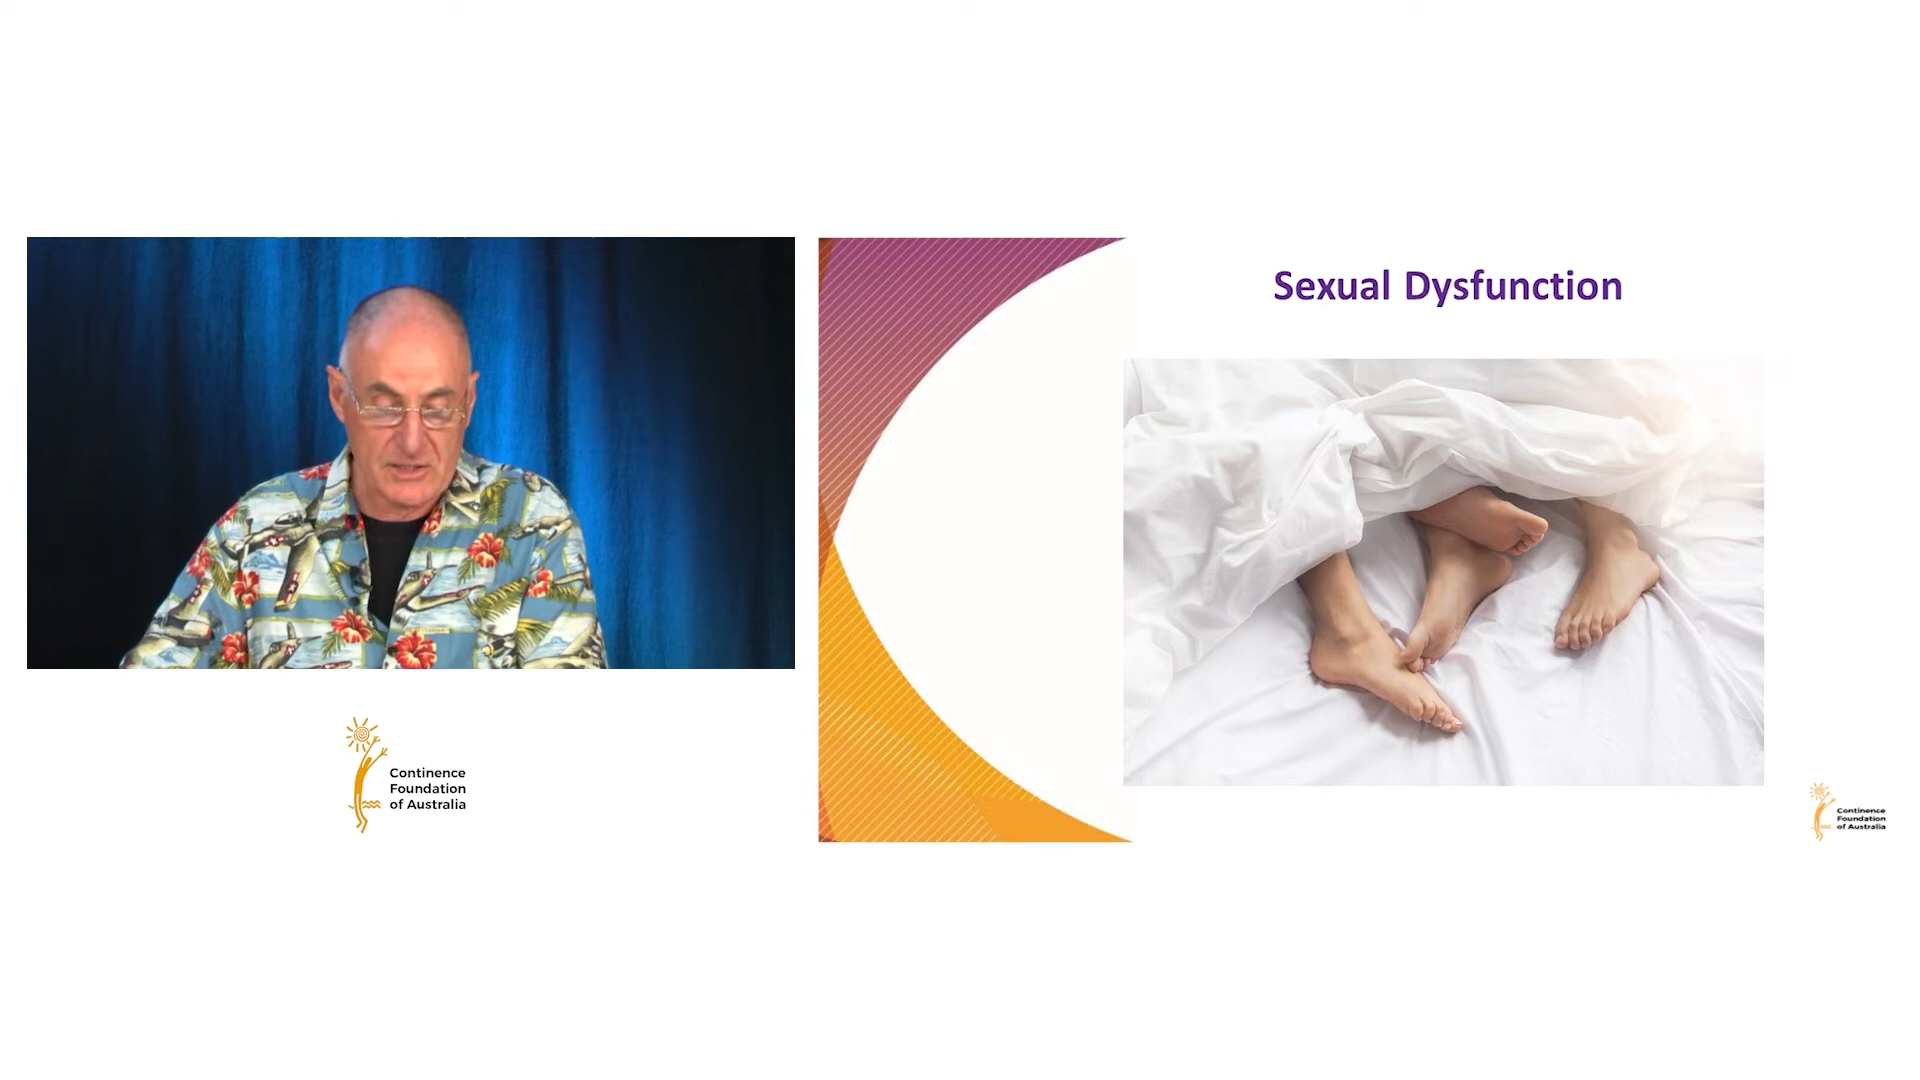 Sexual Dysfunction
Continence
Foundation
of Australia
Continence
Foundation
of Australia